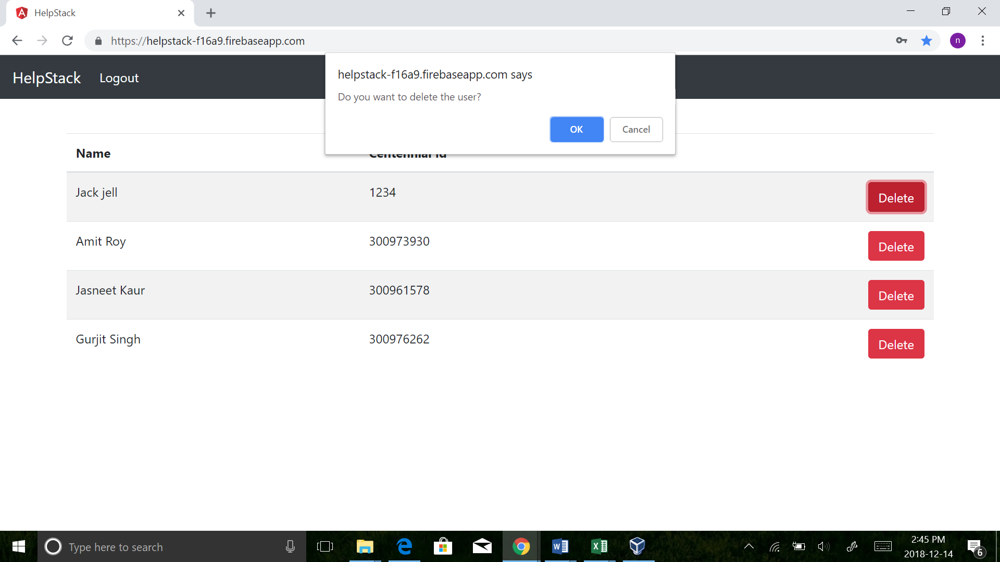 HelpStack
https://helpstack-f16a9.firebaseapp.com
n
HelpStack Logout
helpstack-f16a9.firebaseapp.com says
Do you want to delete the user?
OK Cancel
Name Centennial Id
Jack jell 1234 Delete
Amit Roy 300973930 Delete
Jasneet Kaur 300961578 Delete
Gurjit Singh 300976262 Delete
Type here to search
2:45 PM
2018-12-14
6